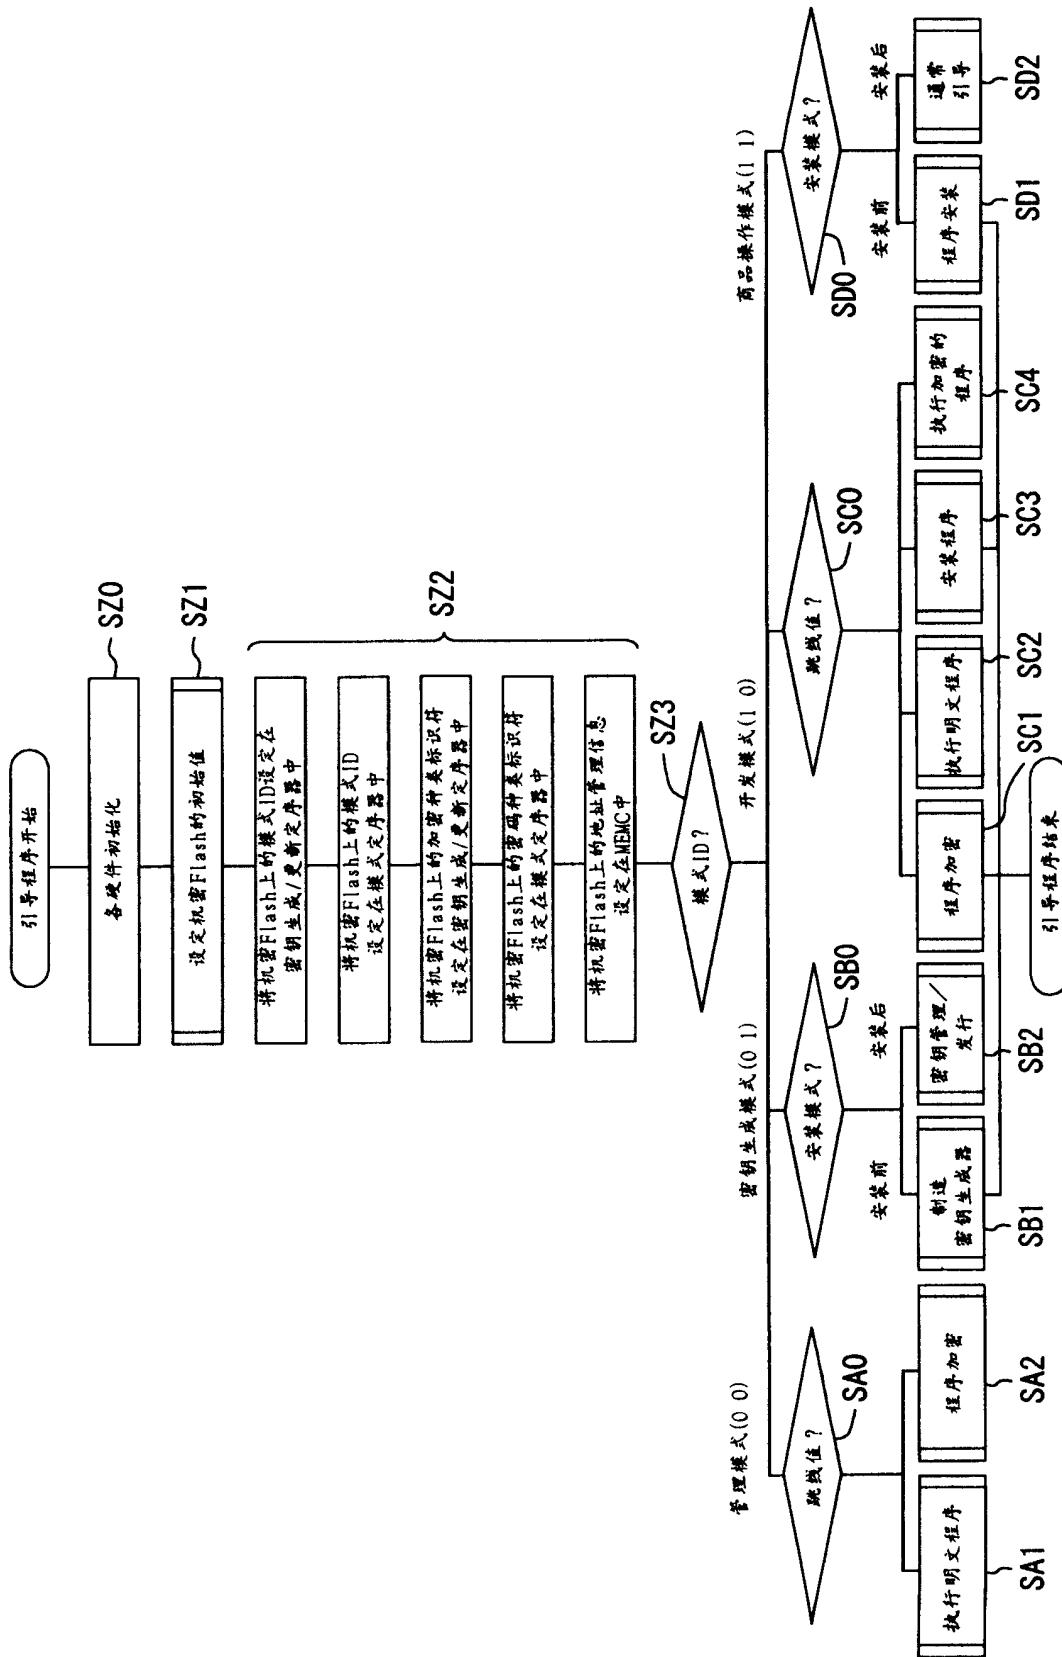 引导程序开始
各硬件初始化
SZ0
设定机密Flash的初始值
SZ1
将机密Flash上的模式ID设定在
密钥生成/更新定序器中
将机密Flash上的模式ID
设定在模式定序器中
将机密Flash上的加密种类标识符
设定在密钥生成/更新定序器中
将机密Flash上的密码种类标识符
设定在模式定序器中
将机密Flash上的地址管理信息
设定在MEMC中
SZ2
模式ID?
SZ3
管理模式(0 0)
密钥生成模式(0 1)
开发模式(1 0)
商品操作模式(1 1)
跳线值?
SA0
安装模式?
SB0
跳线值?
SC0
安装模式?
SD0
安装前
安装后
安装前
安装后
执行明文程序
SA1
程序加密
SA2
制造
密钥生成器
SB1
密钥管理/
发行
SB2
程序加密
SC1
执行明文程序
SC2
安装程序
SC3
执行加密的
程序
SC4
程序安装
SD1
通常
引导
SD2
引导程序结束